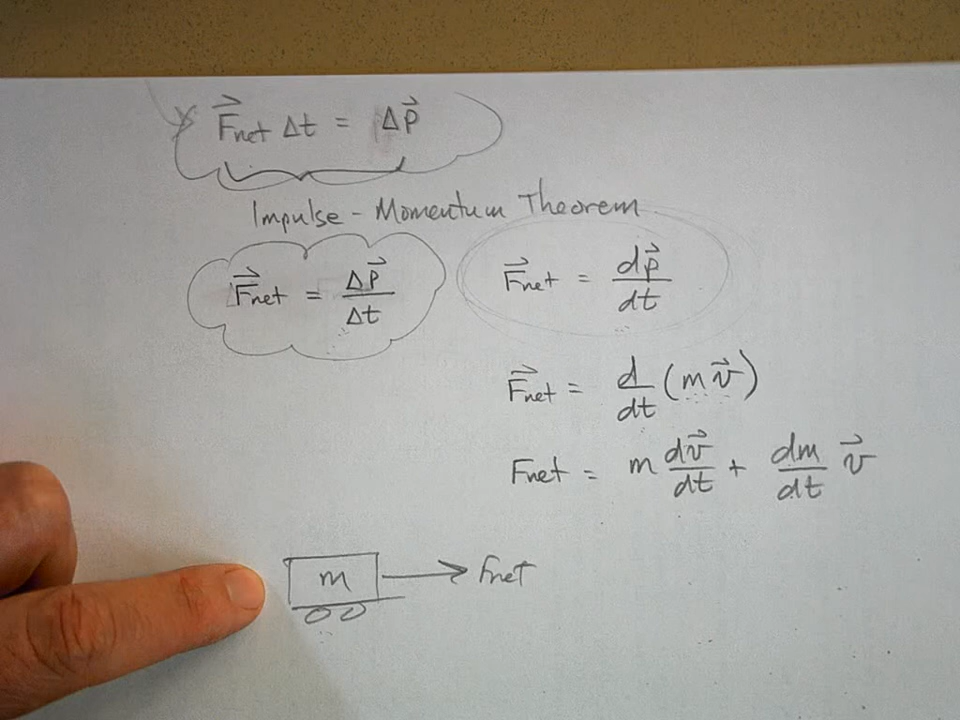 F⃗net Δt = Δp⃗
Impulse - Momentum Theorem
F⃗net = Δp⃗/Δt
F⃗net = dp⃗/dt
F⃗net = d/dt (mv⃗)
Fnet = m dv⃗/dt + dm/dt v⃗
m → Fnet